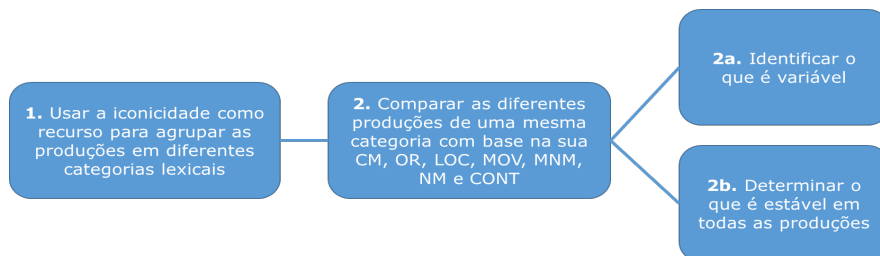 1. Usar a iconicidade como
recurso para agrupar as
produções em diferentes
categorias lexicais
2. Comparar as diferentes
produções de uma mesma
categoria com base na sua
CM, OR, LOC, MOV, MNM,
NM e CONT
2a. Identificar o
que é variável
2b. Determinar o
que é estável em
todas as produções